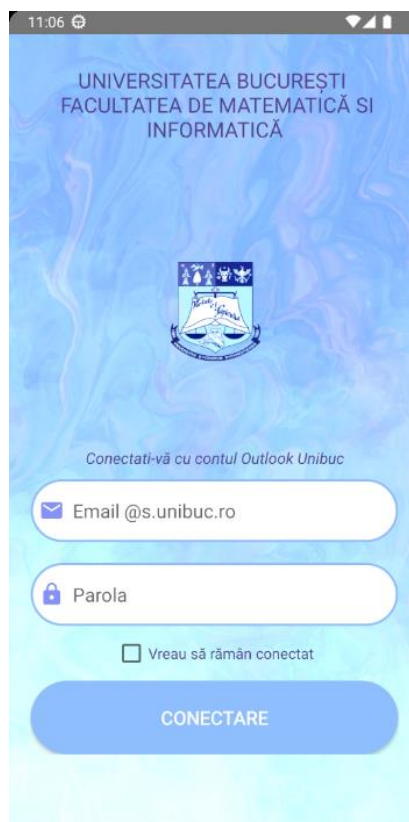 11:06
UNIVERSITATEA BUCUREȘTI
FACULTATEA DE MATEMATICĂ SI
INFORMATICĂ
Conectati-vă cu contul Outlook Unibuc
Email @s.unibuc.ro
Parola
Vreau să rămân conectat
CONECTARE